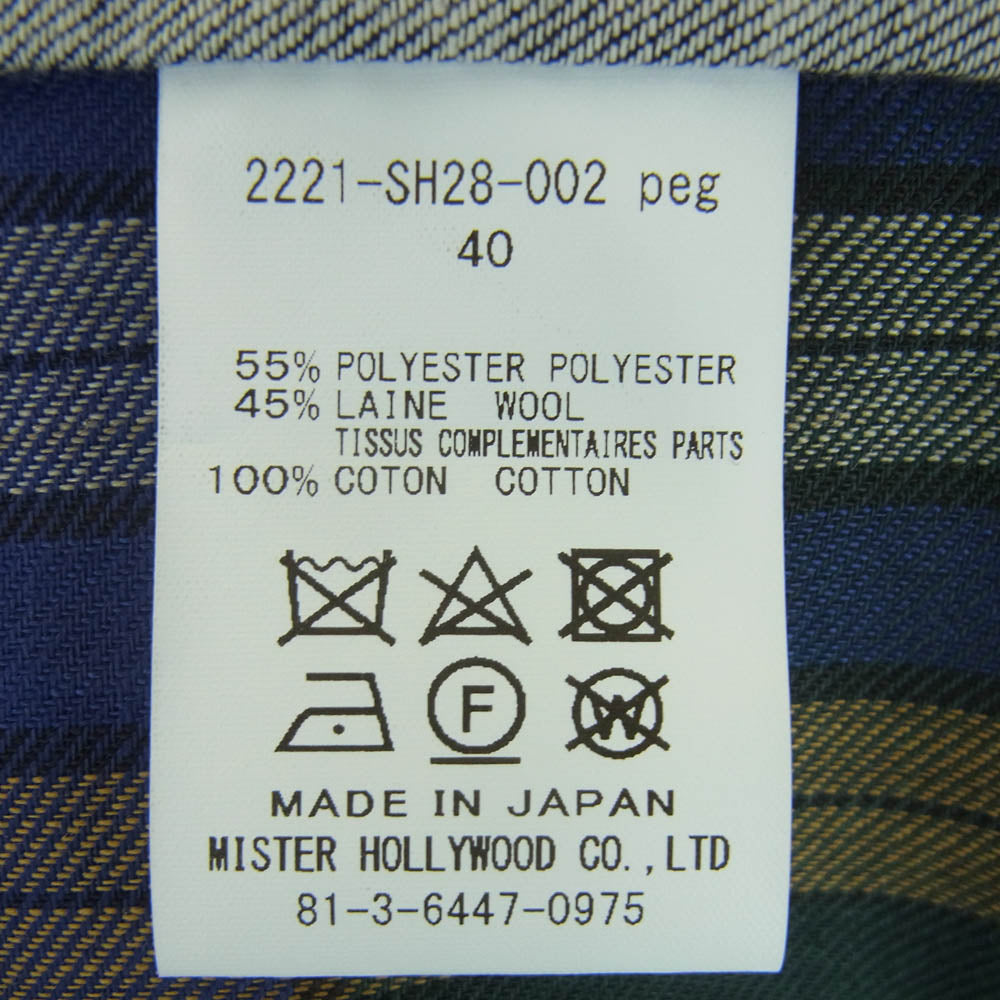 2221-SH28-002 peg
40
55% POLYESTER POLYESTER
45% LAINE WOOL
TISSUS COMPLEMENTAIRES PARTS
100% COTON COTTON
F
W
MADE IN JAPAN
MISTER HOLLYWOOD CO.,LTD
81-3-6447-0975